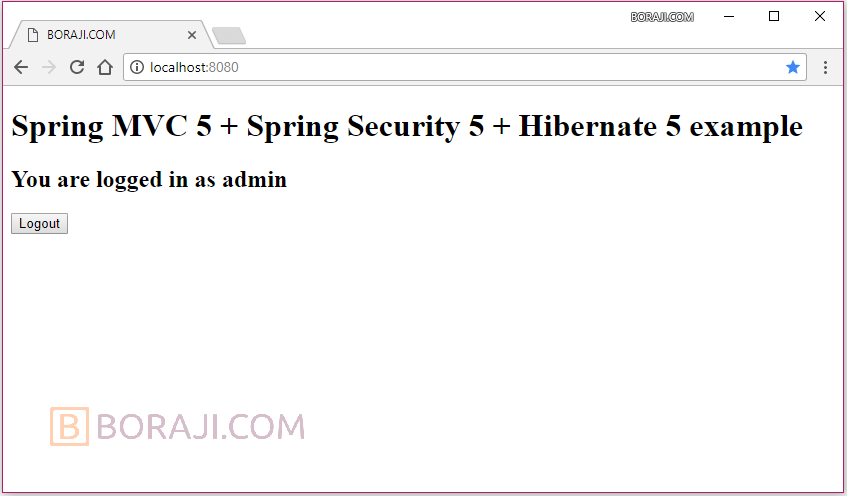 BORAJI.COM
BORAJI.COM
localhost:8080
Spring MVC 5 + Spring Security 5 + Hibernate 5 example
You are logged in as admin
Logout
B BORAJI.COM